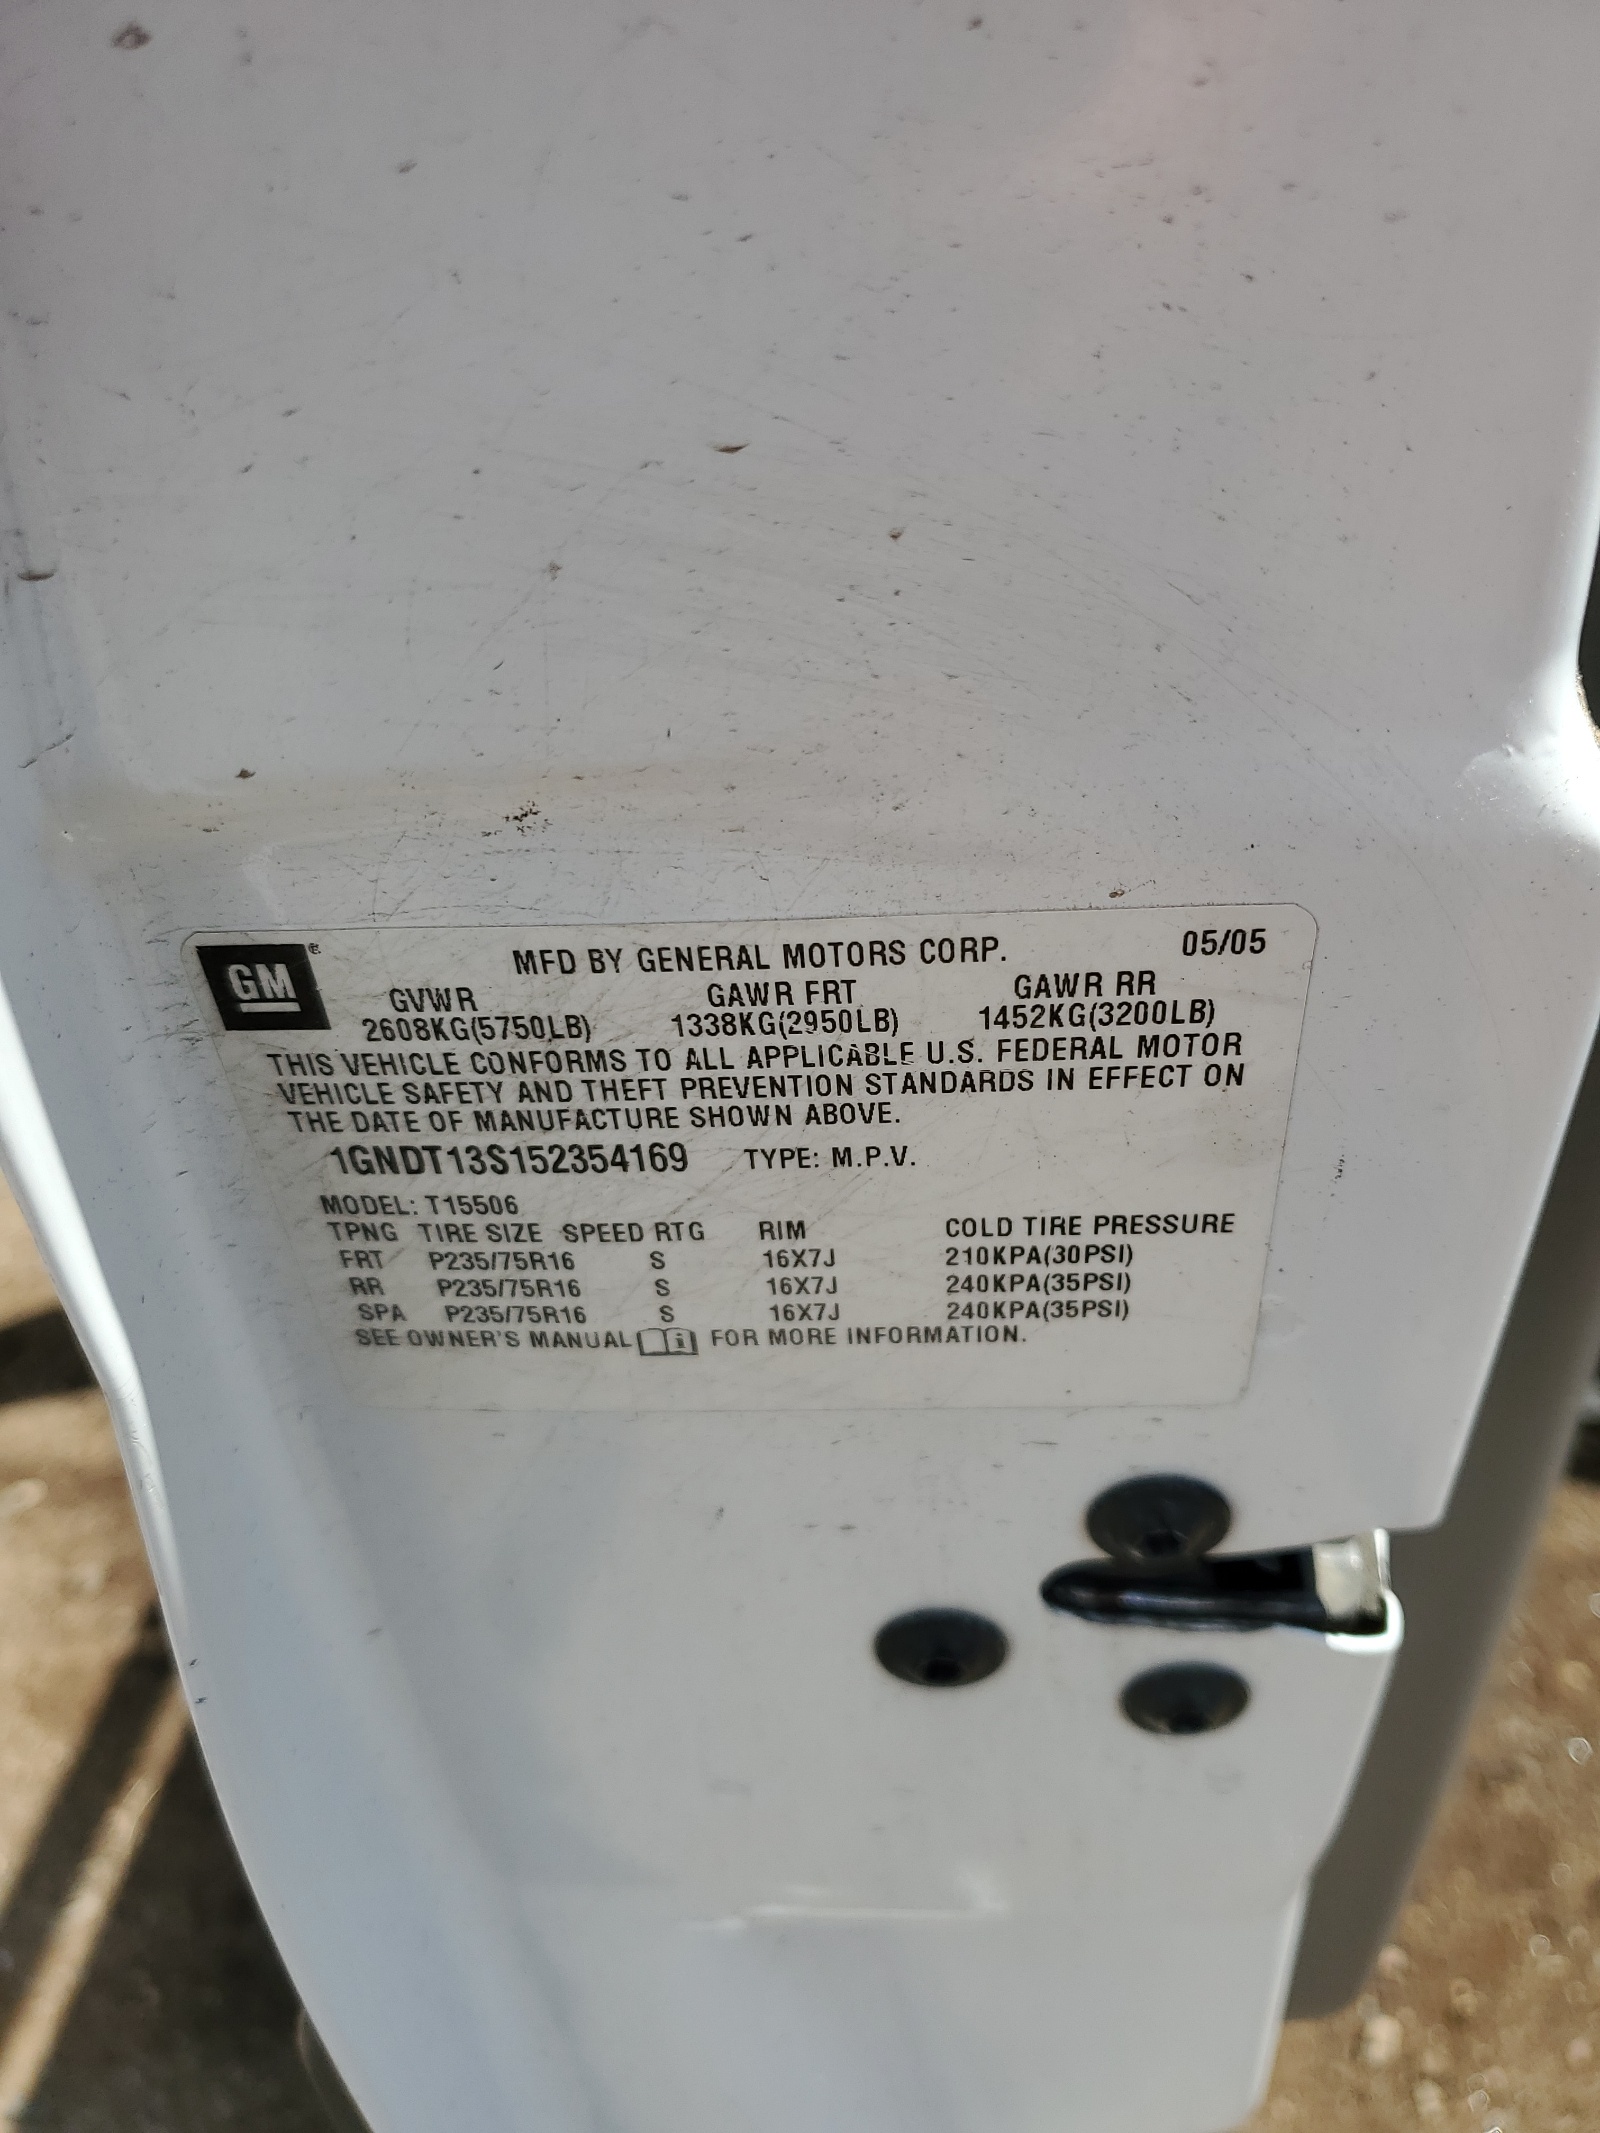 GM ® MFD BY GENERAL MOTORS CORP. 05/05
GVWR GAWR FRT GAWR RR
2608KG(5750LB) 1338KG(2950LB) 1452KG(3200LB)
THIS VEHICLE CONFORMS TO ALL APPLICABLE U.S. FEDERAL MOTOR
VEHICLE SAFETY AND THEFT PREVENTION STANDARDS IN EFFECT ON
THE DATE OF MANUFACTURE SHOWN ABOVE.
1GNDT13S152354169 TYPE: M.P.V.
MODEL: T15506
TPNG TIRE SIZE SPEED RTG RIM COLD TIRE PRESSURE
FRT P235/75R16 S 16X7J 210KPA(30PSI)
RR P235/75R16 S 16X7J 240KPA(35PSI)
SPA P235/75R16 S 16X7J 240KPA(35PSI)
SEE OWNER'S MANUAL i FOR MORE INFORMATION.